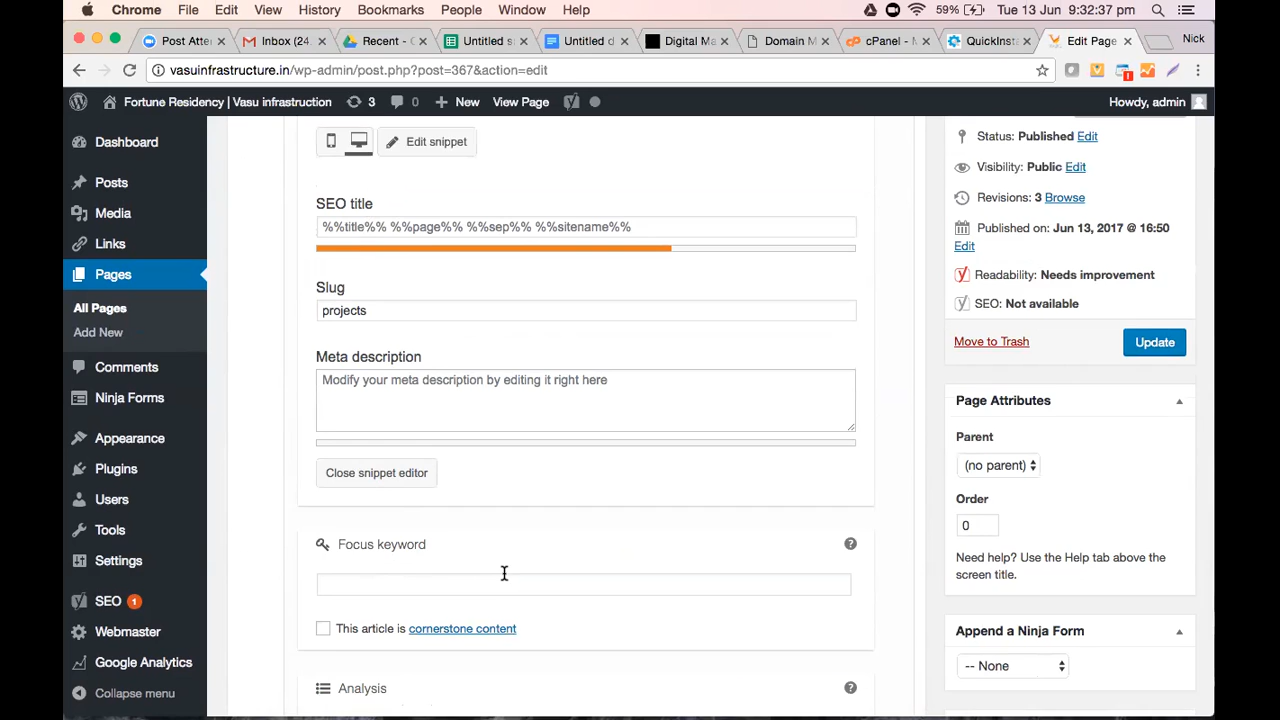 Chrome File Edit View History Bookmarks People Window Help 59% Tue 13 Jun 9:32:37 pm
Post Atter Inbox (24 Recent - G Untitled s Untitled d Digital Ma Domain M cPanel - M QuickInst Edit Page Nick
vasuinfrastructure.in/wp-admin/post.php?post=367&action=edit
Fortune Residency | Vasu infrastruction 3 0 New View Page Howdy, admin
Dashboard
Posts
Media
Links
Pages
All Pages
Add New
Comments
Ninja Forms
Appearance
Plugins
Users
Tools
Settings
SEO 1
Webmaster
Google Analytics
Collapse menu
Edit snippet
SEO title
%%title%% %%page%% %%sep%% %%sitename%%
Slug
projects
Meta description
Modify your meta description by editing it right here
Close snippet editor
Focus keyword
This article is cornerstone content
Analysis
Status: Published Edit
Visibility: Public Edit
Revisions: 3 Browse
Published on: Jun 13, 2017 @ 16:50
Edit
Readability: Needs improvement
SEO: Not available
Move to Trash Update
Page Attributes
Parent
(no parent)
Order
0
Need help? Use the Help tab above the
screen title.
Append a Ninja Form
-- None